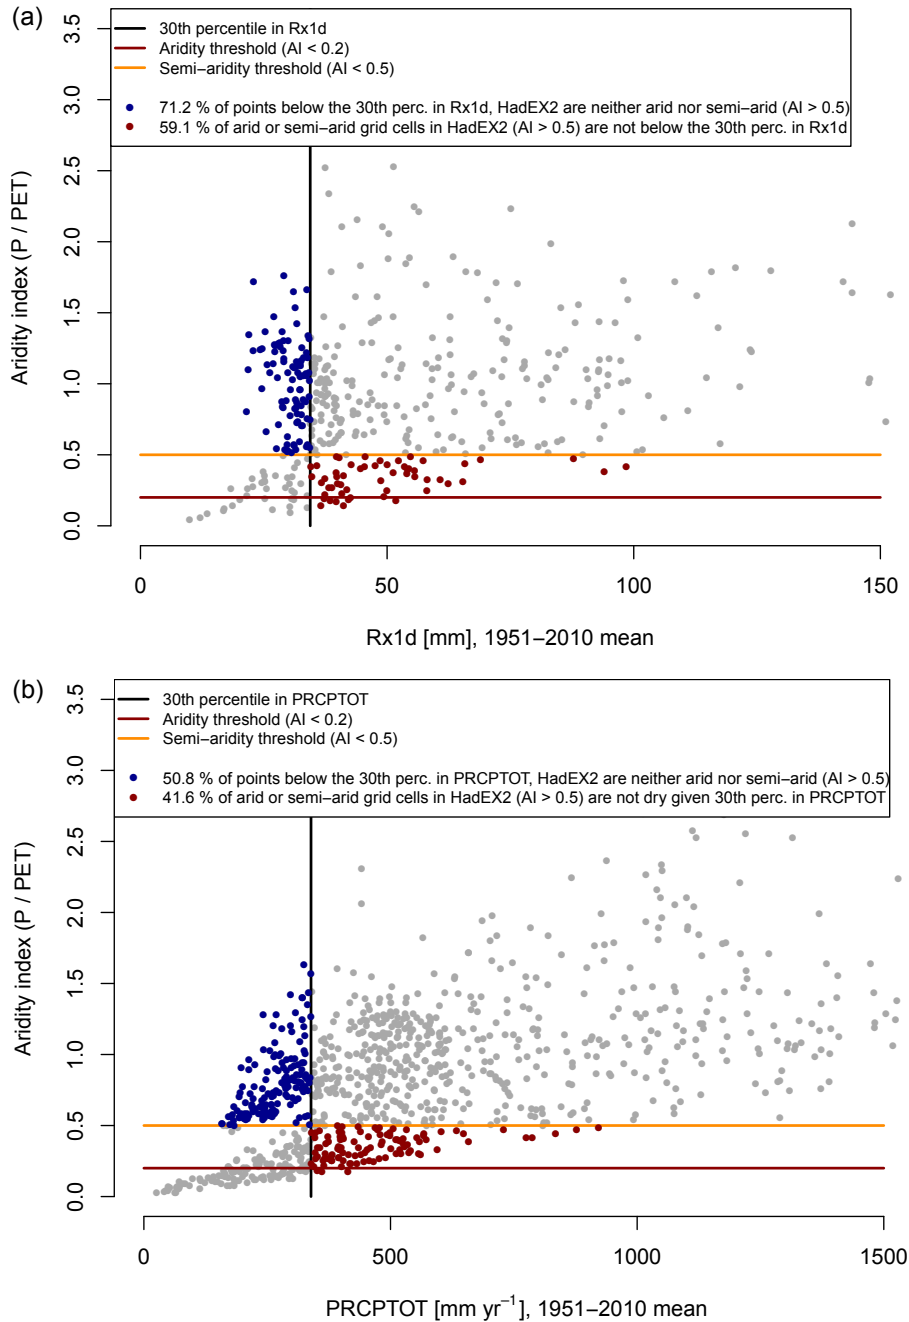 (a)
30th percentile in Rx1d
Aridity threshold (AI < 0.2)
Semi−aridity threshold (AI < 0.5)
71.2 % of points below the 30th perc. in Rx1d, HadEX2 are neither arid nor semi−arid (AI > 0.5)
59.1 % of arid or semi−arid grid cells in HadEX2 (AI > 0.5) are not below the 30th perc. in Rx1d
Aridity index (P / PET)
3.5
3.0
2.5
2.0
1.5
1.0
0.5
0.0
0 50 100 150
Rx1d [mm], 1951−2010 mean
(b)
30th percentile in PRCPTOT
Aridity threshold (AI < 0.2)
Semi−aridity threshold (AI < 0.5)
50.8 % of points below the 30th perc. in PRCPTOT, HadEX2 are neither arid nor semi−arid (AI > 0.5)
41.6 % of arid or semi−arid grid cells in HadEX2 (AI > 0.5) are not dry given 30th perc. in PRCPTOT
Aridity index (P / PET)
3.5
3.0
2.5
2.0
1.5
1.0
0.5
0.0
0 500 1000 1500
PRCPTOT [mm yr⁻¹], 1951−2010 mean